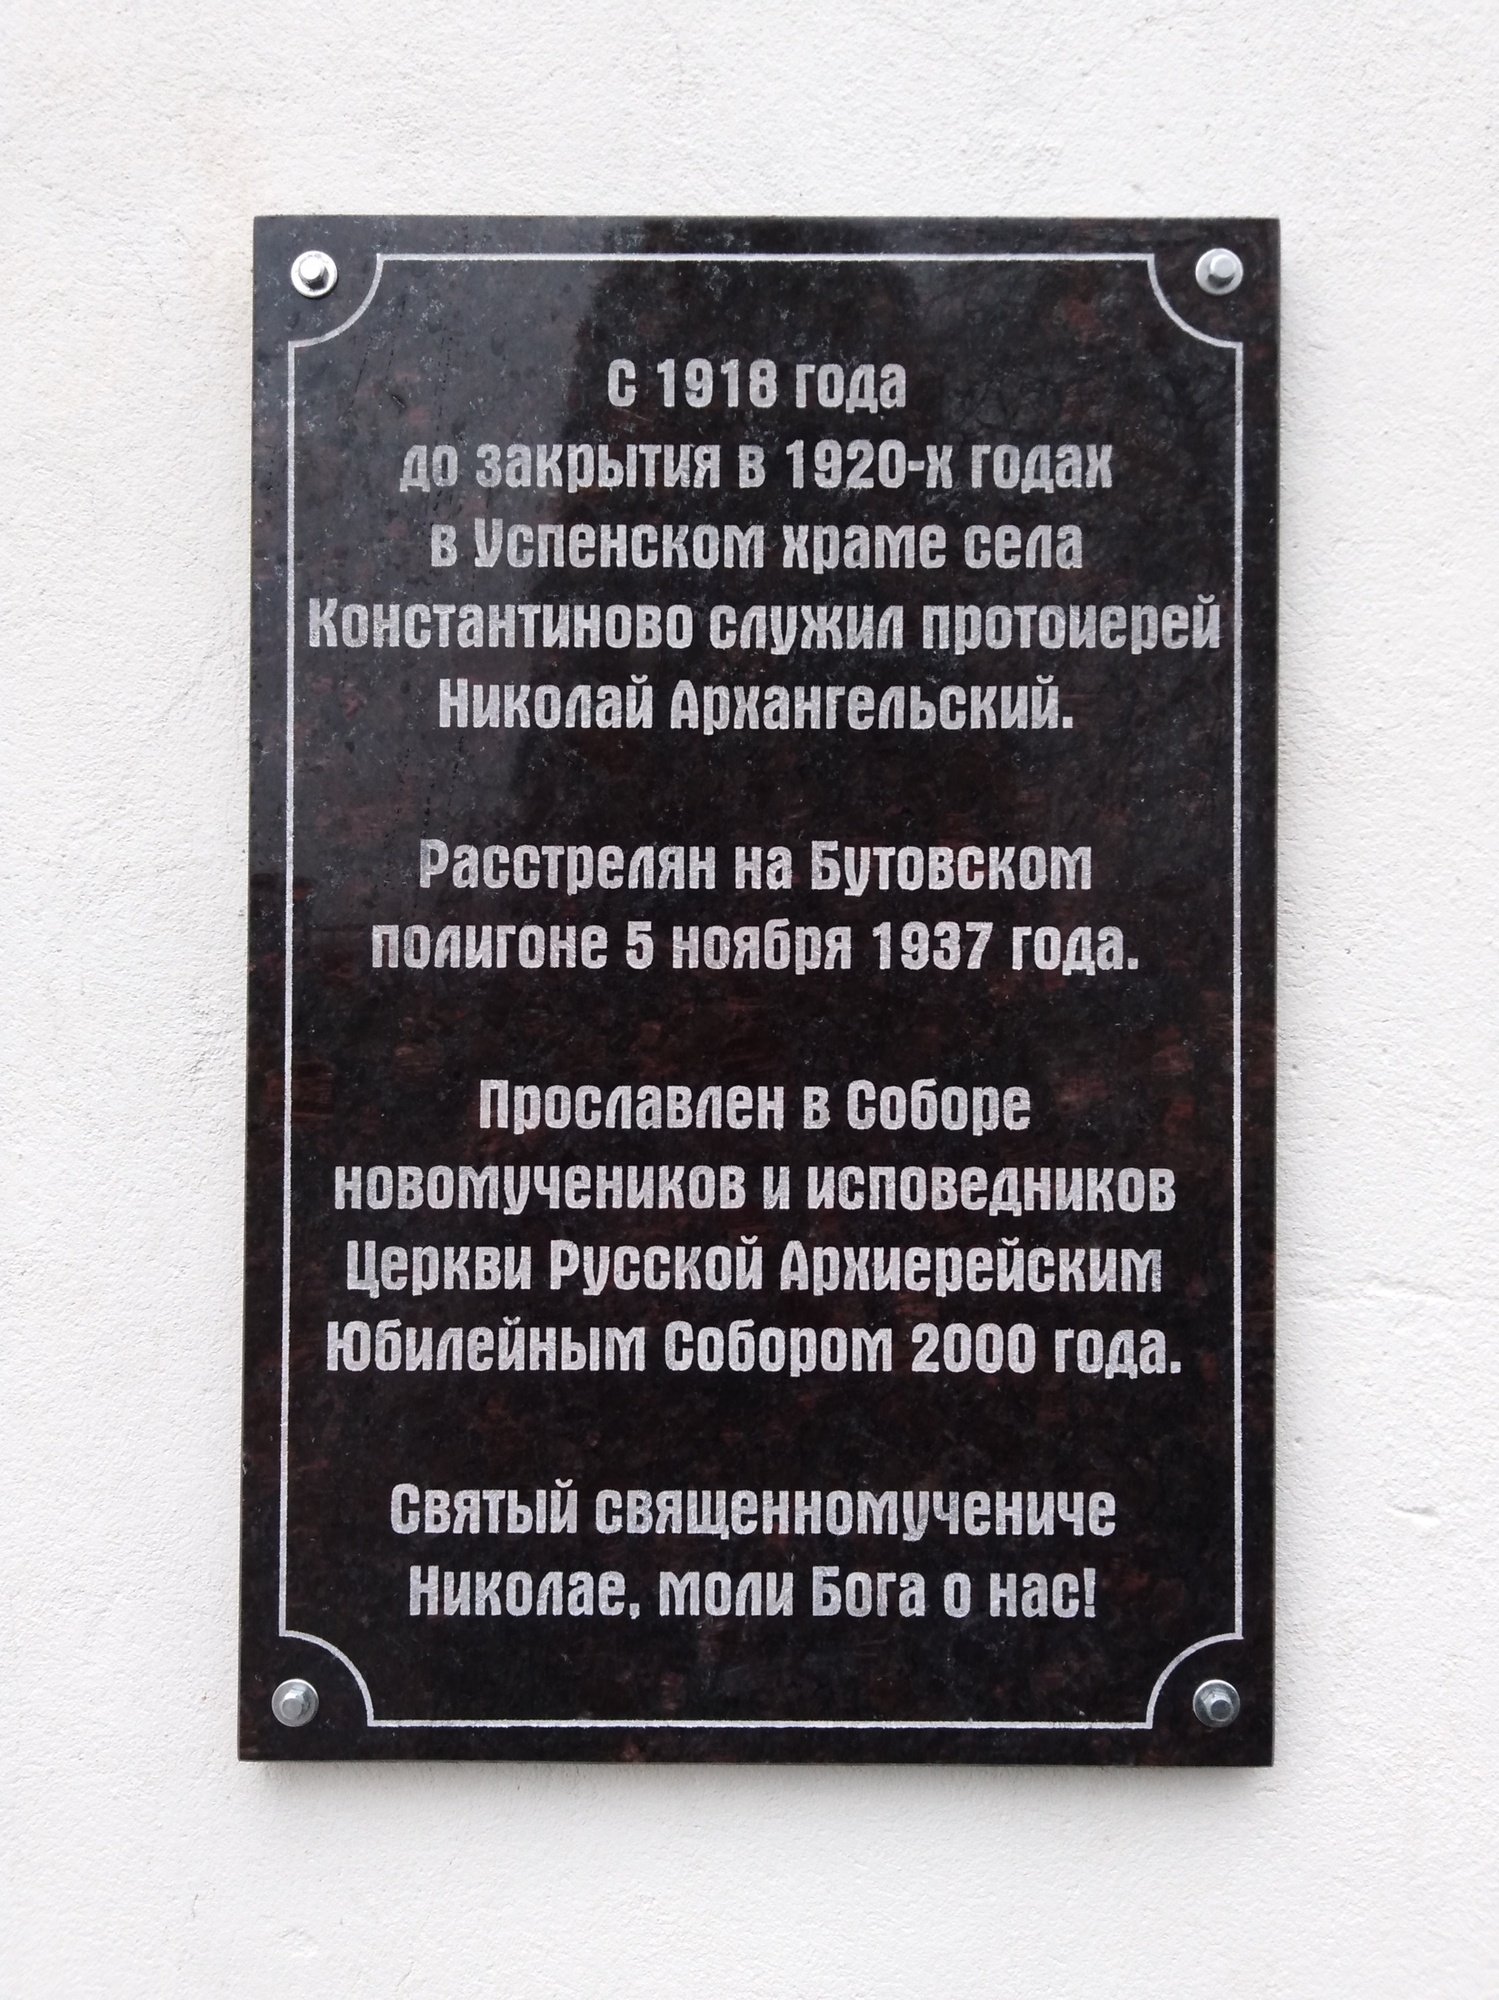 С 1918 года
до закрытия в 1920-х годах
в Успенском храме села
Константиново служил протоиерей
Николай Архангельский.
Расстрелян на Бутовском
полигоне 5 ноября 1937 года.
Прославлен в Соборе
новомучеников и исповедников
Церкви Русской Архиерейским
Юбилейным Собором 2000 года.
Святый священномучениче
Николае, моли Бога о нас!